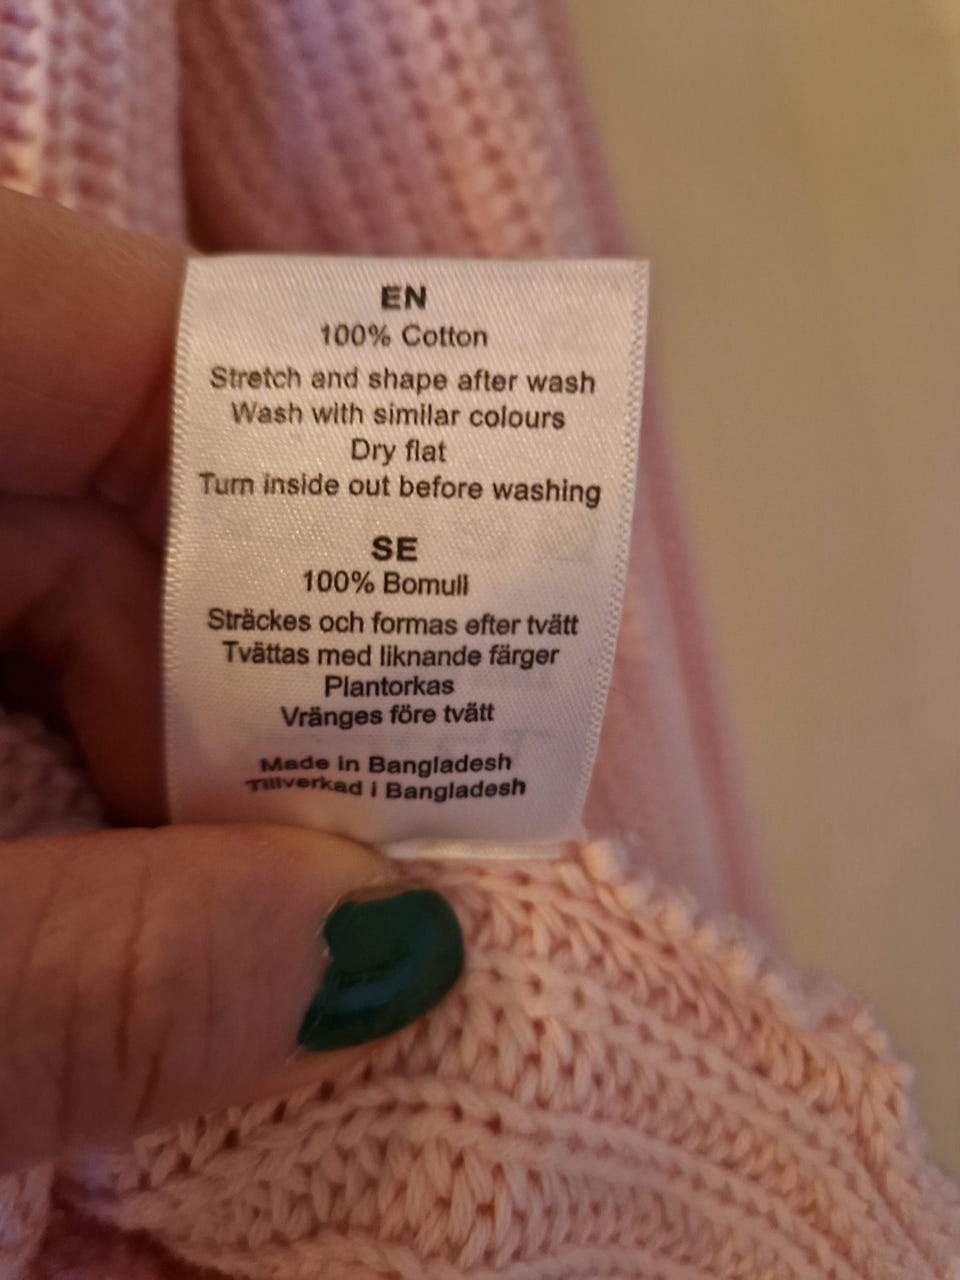 EN
100% Cotton
Stretch and shape after wash
Wash with similar colours
Dry flat
Turn inside out before washing
SE
100% Bomull
Sträckes och formas efter tvätt
Tvättas med liknande färger
Plantorkas
Vränges före tvätt
Made in Bangladesh
Tillverkad i Bangladesh